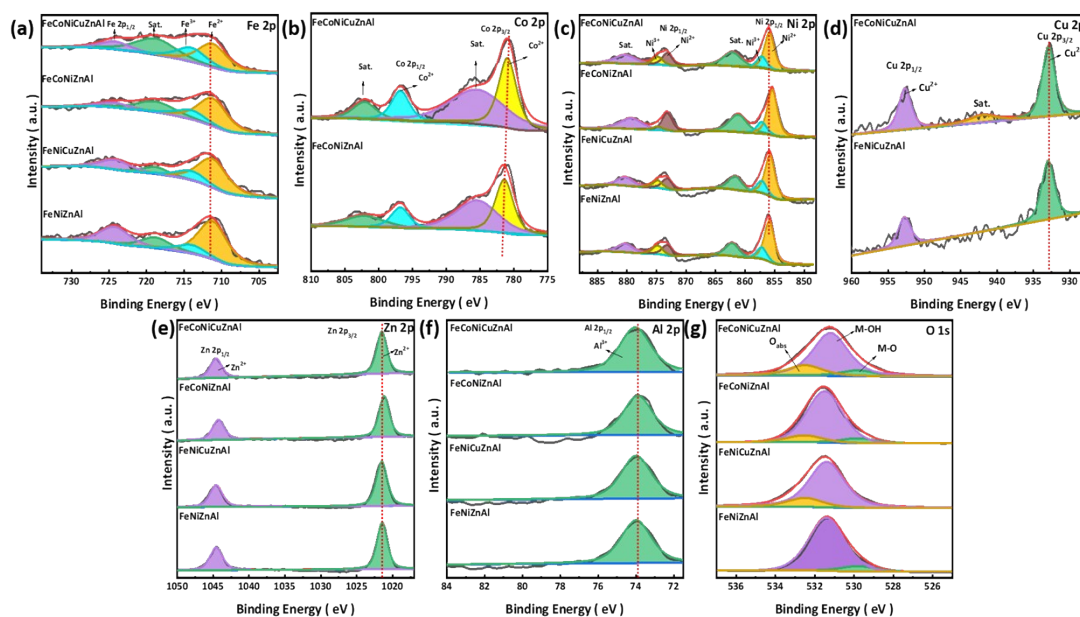 (a)
Fe 2p
FeCoNiCuZnAl
Fe 2p1/2
Sat.
Fe3+
Fe2+
FeCoNiZnAl
FeNiCuZnAl
FeNiZnAl
Intensity ( a.u. )
730 725 720 715 710 705
Binding Energy ( eV )
(b)
Co 2p
FeCoNiCuZnAl
Co 2p3/2
Co2+
Co 2p1/2
Co2+
Sat.
Sat.
FeCoNiZnAl
Intensity ( a.u. )
810 805 800 795 790 785 780 775
Binding Energy ( eV )
(c)
Ni 2p
FeCoNiCuZnAl
Ni 2p1/2
Ni 2p1/2
Sat.
Ni3+
Ni2+
Sat.
Ni3+
Ni2+
FeCoNiZnAl
FeNiCuZnAl
FeNiZnAl
Intensity ( a.u. )
880 870 860 850
Binding Energy ( eV )
(d)
Cu 2p
FeCoNiCuZnAl
Cu 2p3/2
Cu2
Cu 2p1/2
Cu2+
Sat.
FeNiCuZnAl
Intensity ( a.u. )
960 955 950 945 940 935 930
Binding Energy ( eV )
(e)
Zn 2p
FeCoNiCuZnAl
Zn 2p3/2
Zn2+
Zn 2p1/2
Zn2+
FeCoNiZnAl
FeNiCuZnAl
FeNiZnAl
Intensity ( a.u. )
1050 1045 1040 1035 1030 1025 1020
Binding Energy ( eV )
(f)
Al 2p
FeCoNiCuZnAl
Al 2p1/2
Al3+
FeCoNiZnAl
FeNiCuZnAl
FeNiZnAl
Intensity ( a.u. )
84 82 80 78 76 74 72
Binding Energy ( eV )
(g)
O 1s
FeCoNiCuZnAl
M-OH
Oabs
M-O
FeCoNiZnAl
FeNiCuZnAl
FeNiZnAl
Intensity ( a.u. )
536 534 532 530 528 526
Binding Energy ( eV )